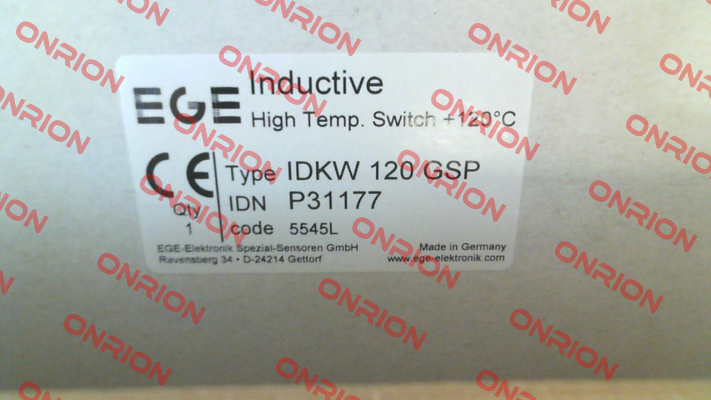 EGE Inductive
High Temp. Switch +120°C
CE Type IDKW 120 GSP
Qty IDN P31177
1 code 5545L
EGE-Elektronik Spezial-Sensoren GmbH Made in Germany
Ravensberg 34 • D-24214 Gettorf www.ege-elektronik.com
ONRION